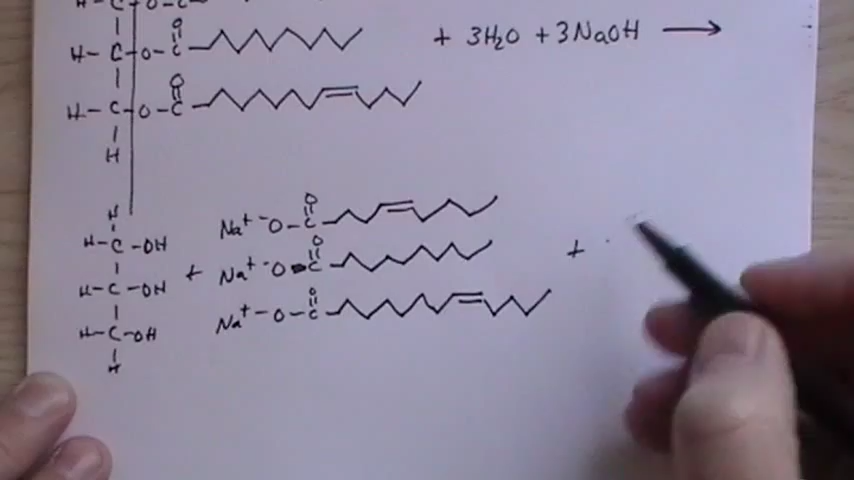 H-C-O-C
O
H-C-O-C + 3H₂O + 3NaOH →
O
H-C-O-C
H
H
H-C-OH + Na⁺ ⁻O-C O
H-C-OH Na⁺ ⁻O-C O +
H-C-OH Na⁺ -O-C O
H